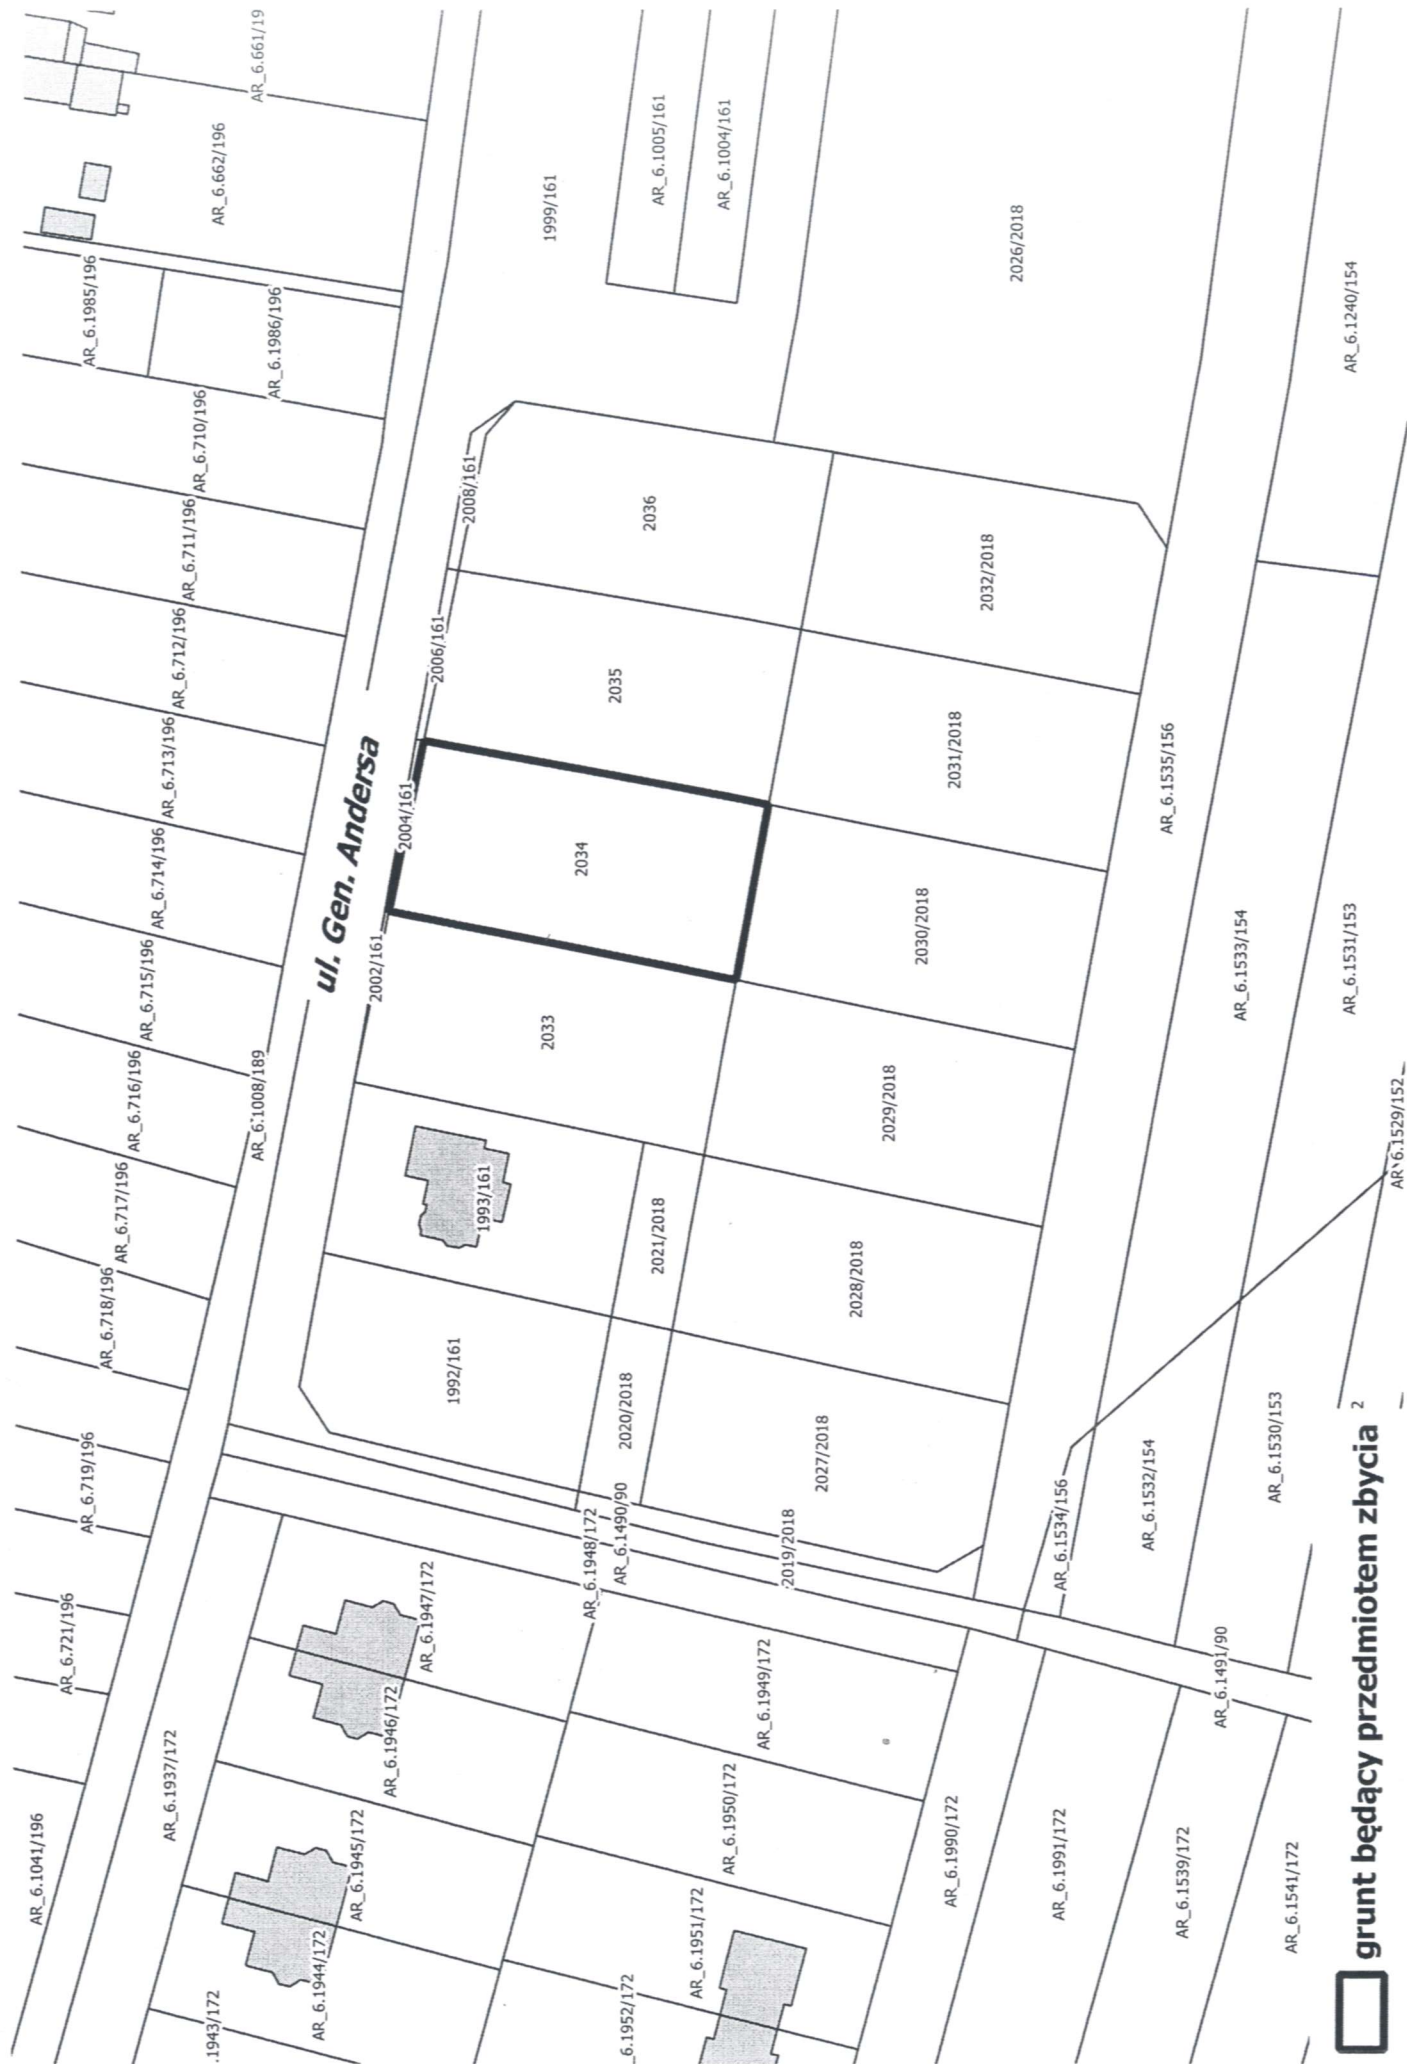 AR_6.661/19
AR_6.662/196
AR_6.1985/196
AR_6.1986/196
AR_6.710/196
AR_6.711/196
AR_6.712/196
AR_6.713/196
AR_6.714/196
AR_6.715/196
AR_6.716/196
AR_6.717/196
AR_6.718/196
AR_6.719/196
AR_6.721/196
AR_6.1041/196
AR_6.1008/189
ul. Gen. Andersa
1999/161
AR_6.1005/161
AR_6.1004/161
2026/2018
AR_6.1240/154
2008/161
2006/161
2004/161
2002/161
2036
2035
2034
2033
1993/161
1992/161
2021/2018
2020/2018
2032/2018
2031/2018
2030/2018
2029/2018
2028/2018
2027/2018
2019/2018
AR_6.1535/156
AR_6.1533/154
AR_6.1531/153
AR_6.1529/152
AR_6.1534/156
AR_6.1532/154
AR_6.1530/153
AR_6.1490/90
AR_6.1948/172
AR_6.1491/90
AR_6.1937/172
AR_6.1947/172
AR_6.1946/172
AR_6.1945/172
AR_6.1944/172
.1943/172
AR_6.1949/172
AR_6.1950/172
AR_6.1951/172
_6.1952/172
AR_6.1990/172
AR_6.1991/172
AR_6.1539/172
AR_6.1541/172
grunt będący przedmiotem zbycia
2